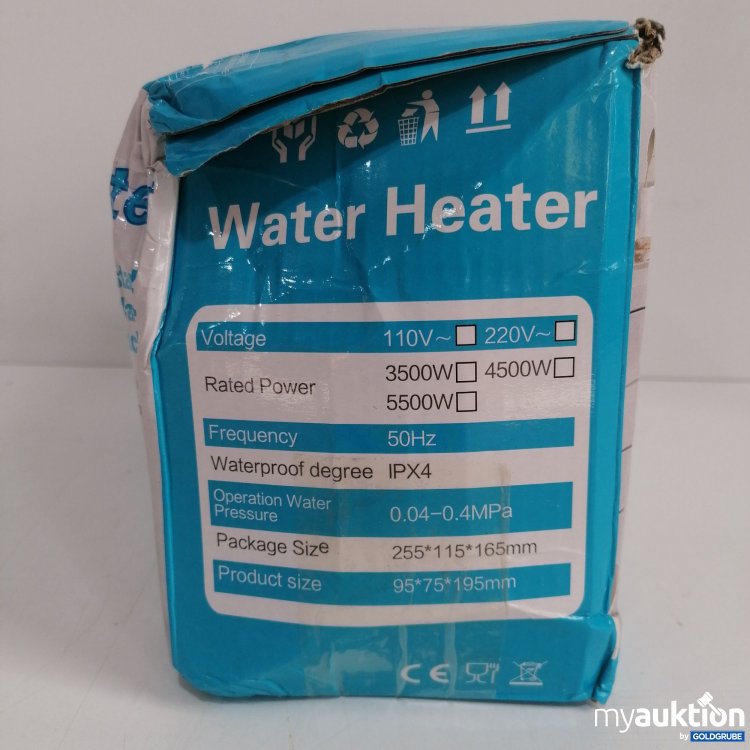 Water Heater
Voltage 110V~ 220V~
Rated Power 3500W 4500W
5500W
Frequency 50Hz
Waterproof degree IPX4
Operation Water
Pressure 0.04-0.4MPa
Package Size 255*115*165mm
Product size 95*75*195mm
CE
myauktion
by GOLDGRUBE